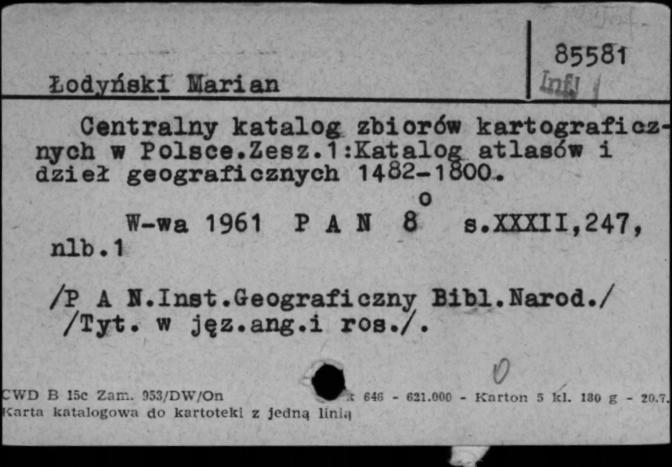 85581
Łodyński Marian
Inf.
Centralny katalog zbiorów kartograficz-
nych w Polsce.Zesz.1:Katalog atlasów i
dzieł geograficznych 1482-1800.
W-wa 1961 P A N 8° s.XXXII,247,
nlb.1
/P A N.Inst.Geograficzny Bibl.Narod./
/Tyt. w jęz.ang.i ros./.
0
CWD B 15c Zam. 953/DW/On 646 - 621.000 - Karton 5 kl. 180 g - 20.7.
Karta katalogowa do kartoteki z jedną linią